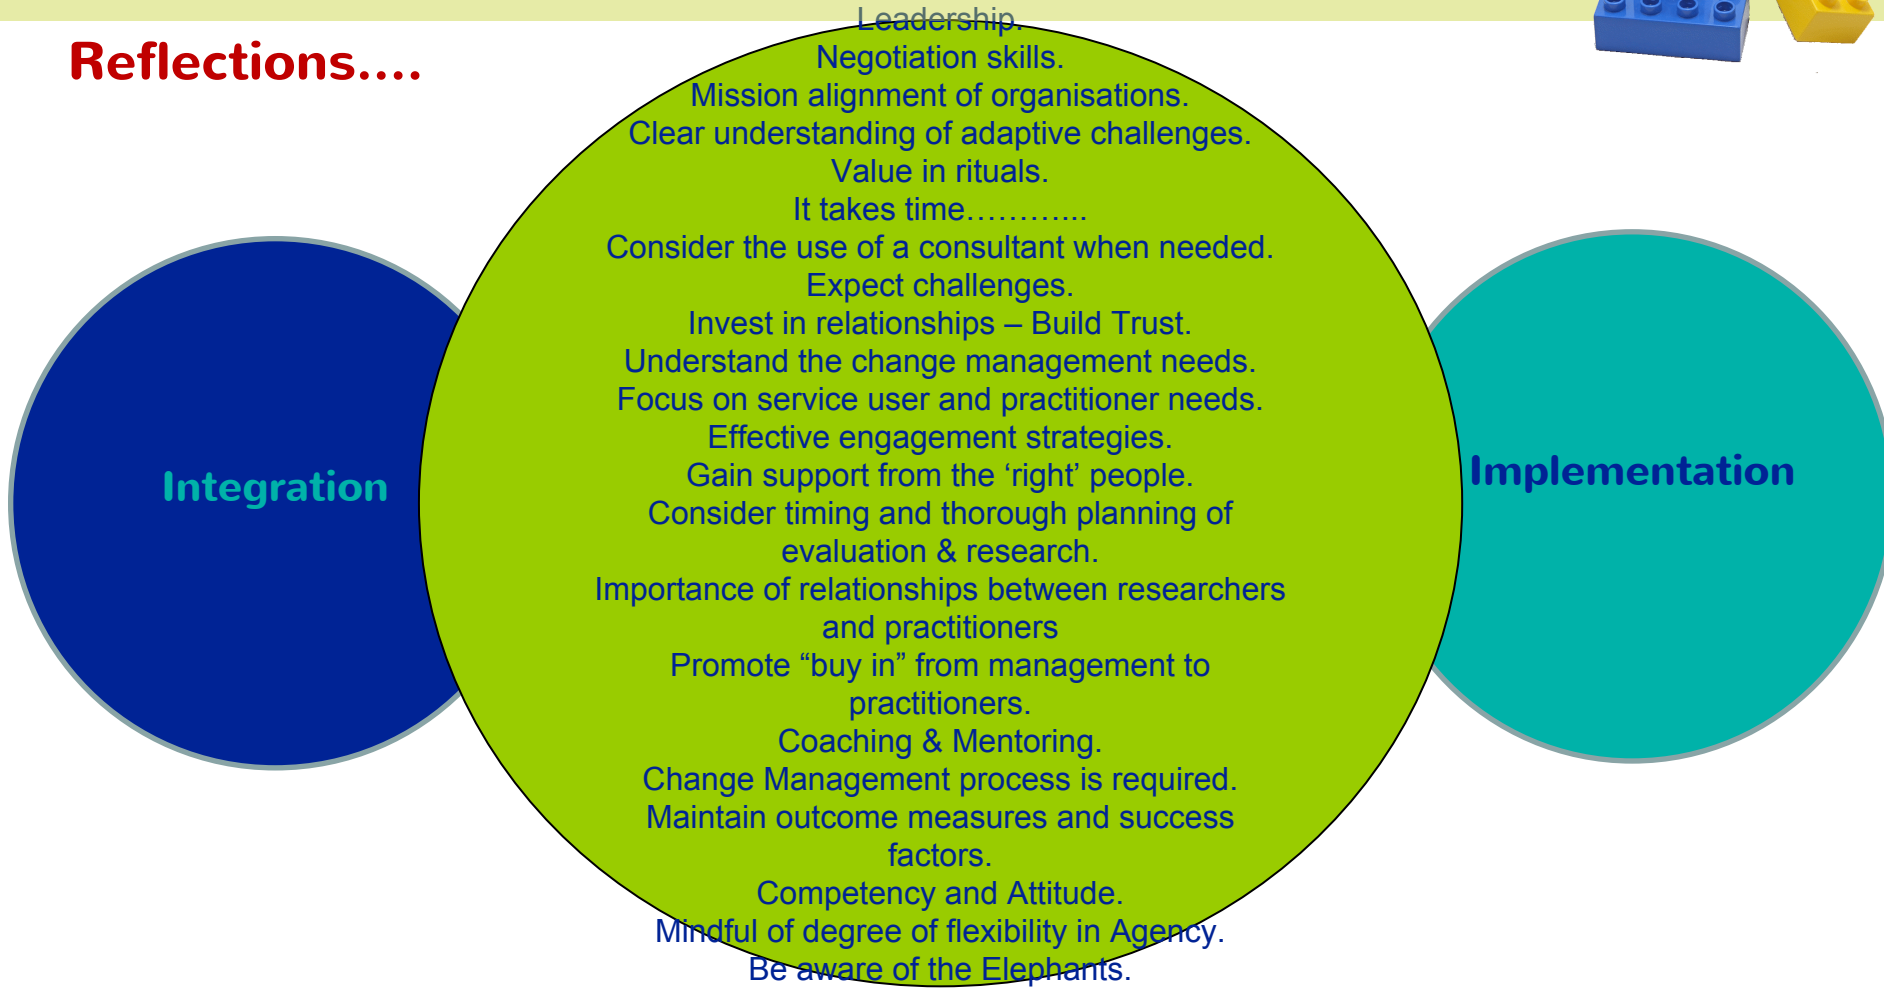 Reflections....
Leadership.
Negotiation skills.
Mission alignment of organisations.
Clear understanding of adaptive challenges.
Value in rituals.
It takes time………...
Consider the use of a consultant when needed.
Expect challenges.
Invest in relationships – Build Trust.
Understand the change management needs.
Focus on service user and practitioner needs.
Effective engagement strategies.
Gain support from the ‘right’ people.
Consider timing and thorough planning of
evaluation & research.
Importance of relationships between researchers
and practitioners
Promote “buy in” from management to
practitioners.
Coaching & Mentoring.
Change Management process is required.
Maintain outcome measures and success
factors.
Competency and Attitude.
Mindful of degree of flexibility in Agency.
Be aware of the Elephants.
Integration
Implementation